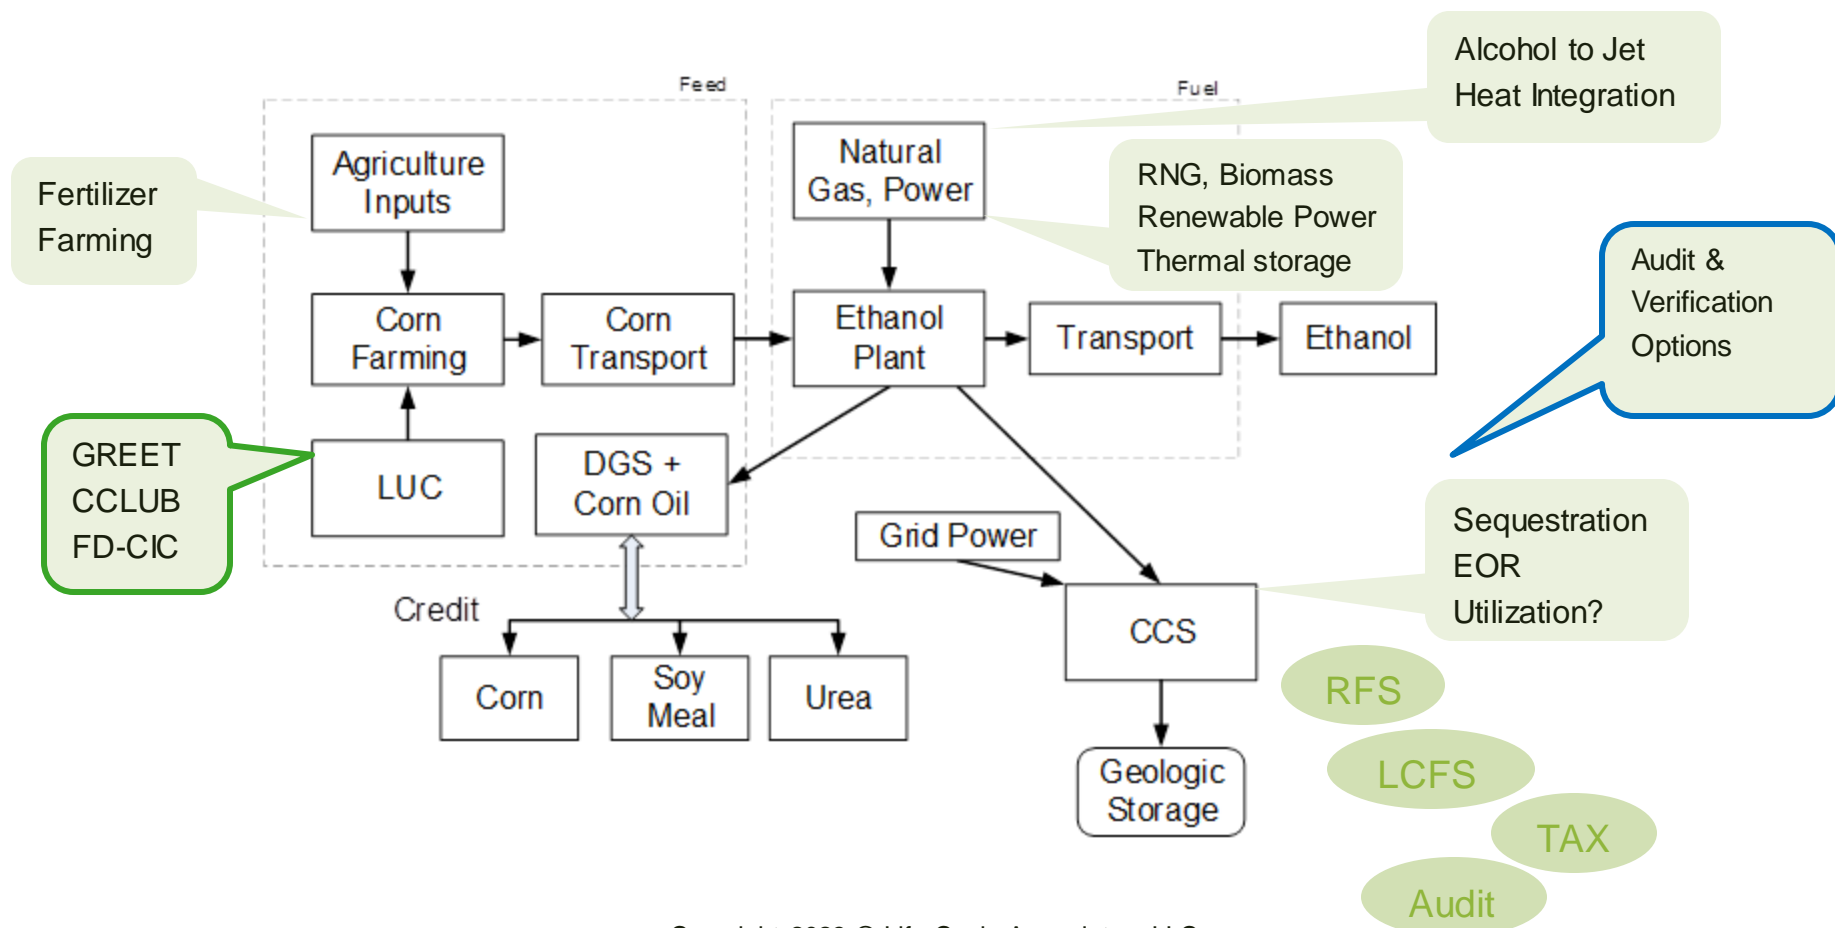 Alcohol to Jet
Heat Integration
Feed
Fuel
Agriculture
Inputs
Natural
Gas, Power
Fertilizer
Farming
RNG, Biomass
Renewable Power
Thermal storage
Audit &
Verification
Options
Corn
Farming
Corn
Transport
Ethanol
Plant
Transport
Ethanol
GREET
CCLUB
FD-CIC
LUC
DGS +
Corn Oil
Grid Power
Sequestration
EOR
Utilization?
Credit
CCS
Corn
Soy
Meal
Urea
RFS
Geologic
Storage
LCFS
TAX
Audit